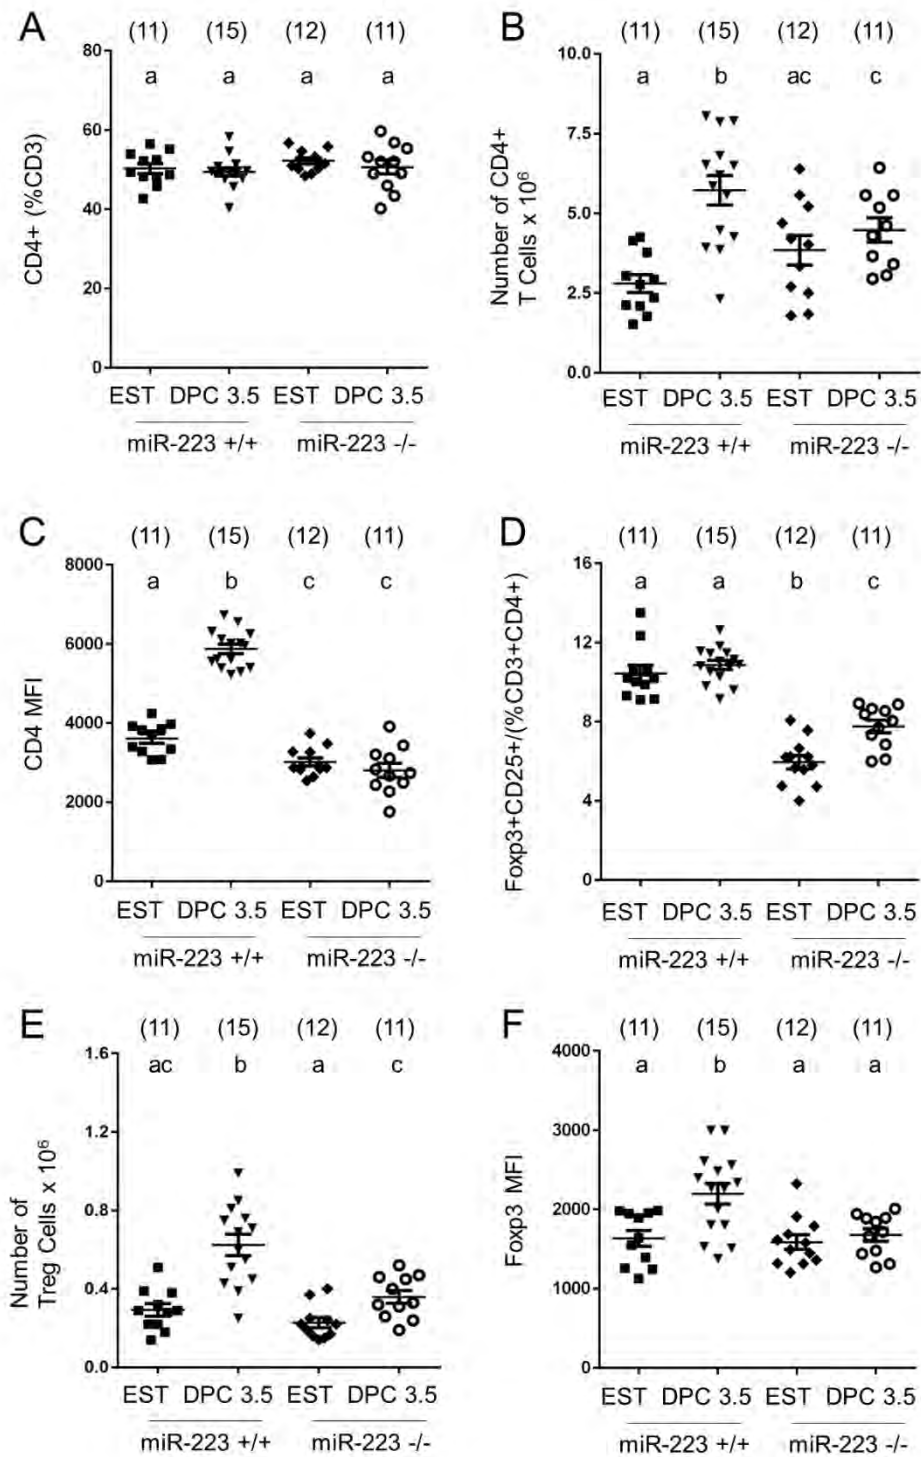 A
(11) (15) (12) (11)
a a a a
CD4+ (%CD3)
80
60
40
20
0
EST DPC 3.5 EST DPC 3.5
miR-223 +/+ miR-223 -/-
B
(11) (15) (12) (11)
a b ac c
Number of CD4+
T Cells x 10⁶
10.0
7.5
5.0
2.5
0.0
EST DPC 3.5 EST DPC 3.5
miR-223 +/+ miR-223 -/-
C
(11) (15) (12) (11)
a b c c
CD4 MFI
8000
6000
4000
2000
0
EST DPC 3.5 EST DPC 3.5
miR-223 +/+ miR-223 -/-
D
(11) (15) (12) (11)
a a b c
Foxp3+CD25+/(%CD3+CD4+)
16
12
8
4
0
EST DPC 3.5 EST DPC 3.5
miR-223 +/+ miR-223 -/-
E
(11) (15) (12) (11)
ac b a c
Number of
Treg Cells x 10⁶
1.6
1.2
0.8
0.4
0.0
EST DPC 3.5 EST DPC 3.5
miR-223 +/+ miR-223 -/-
F
(11) (15) (12) (11)
a b a a
Foxp3 MFI
4000
3000
2000
1000
0
EST DPC 3.5 EST DPC 3.5
miR-223 +/+ miR-223 -/-